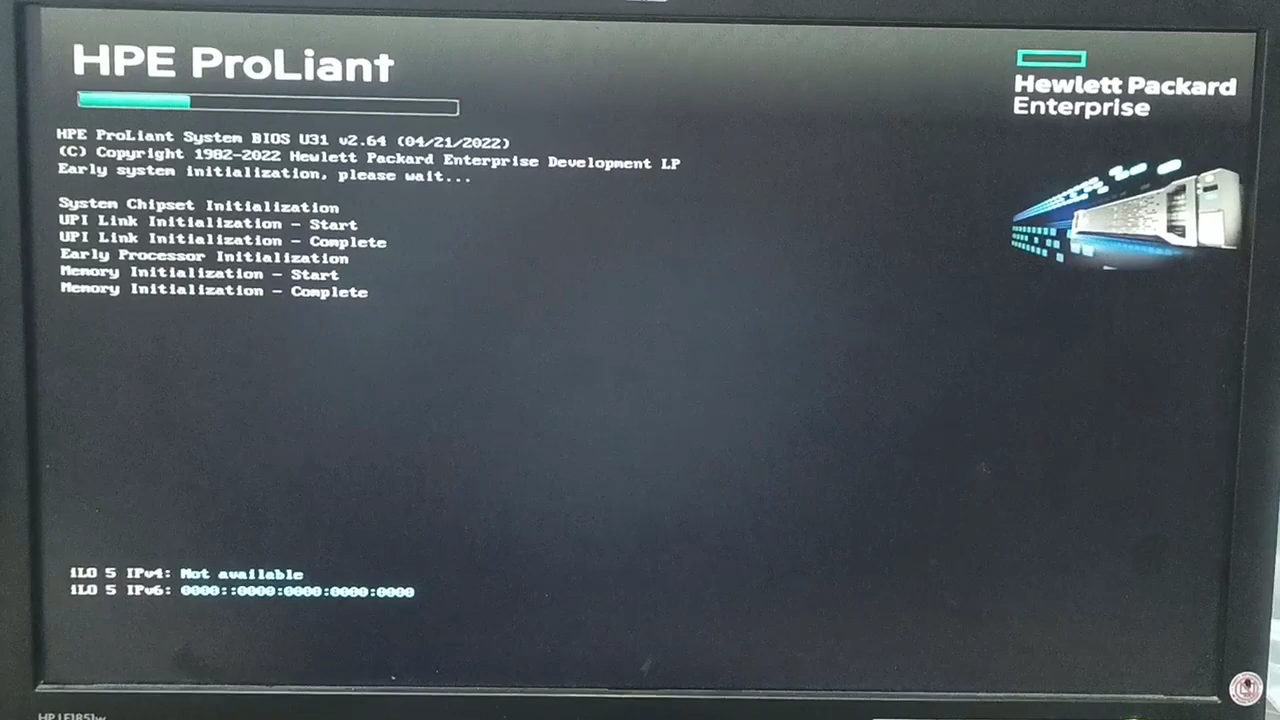 HPE ProLiant
Hewlett Packard
Enterprise
HPE ProLiant System BIOS U31 v2.64 (04/21/2022)
(C) Copyright 1982-2022 Hewlett Packard Enterprise Development LP
Early system initialization, please wait...
System Chipset Initialization
UPI Link Initialization - Start
UPI Link Initialization - Complete
Early Processor Initialization
Memory Initialization - Start
Memory Initialization - Complete
iLO 5 IPv4: Not available
iLO 5 IPv6: 0000::0000:0000:0000:0000